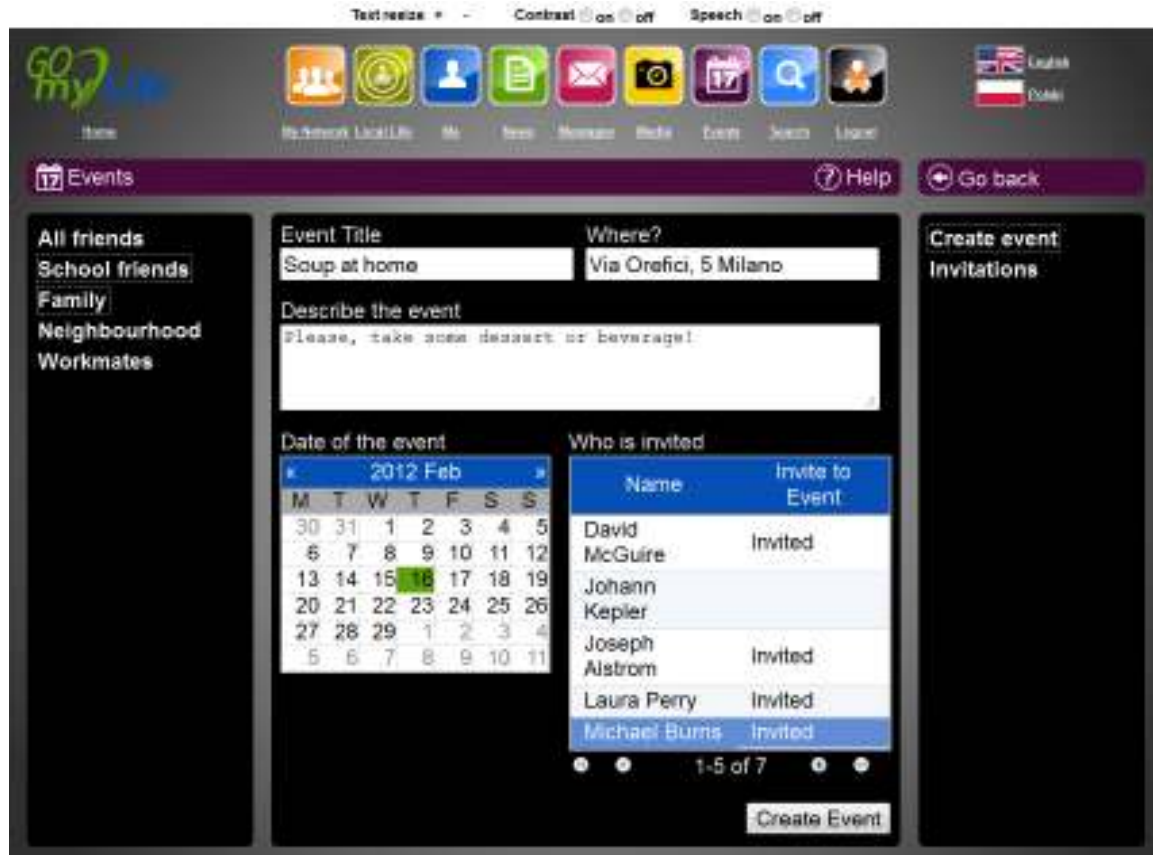 Text resize + - Contrast on off Speech on off
GO
my
Home
My Network Local Life Me News Messages Media Events Search Logout
English
Polski
17 Events
Help
Go back
All friends
School friends
Family
Neighbourhood
Workmates
Event Title Where?
Soup at home Via Orefici, 5 Milano
Describe the event
Please, take some dessert or beverage!
Date of the event
« 2012 Feb »
M T W T F S S
30 31 1 2 3 4 5
6 7 8 9 10 11 12
13 14 15 16 17 18 19
20 21 22 23 24 25 26
27 28 29 1 2 3 4
5 6 7 8 9 10 11
Who is invited
Name Invite to
Event
David
McGuire Invited
Johann
Kepler
Joseph
Alstrom Invited
Laura Perry Invited
Michael Burns Invited
1-5 of 7
Create Event
Create event
Invitations